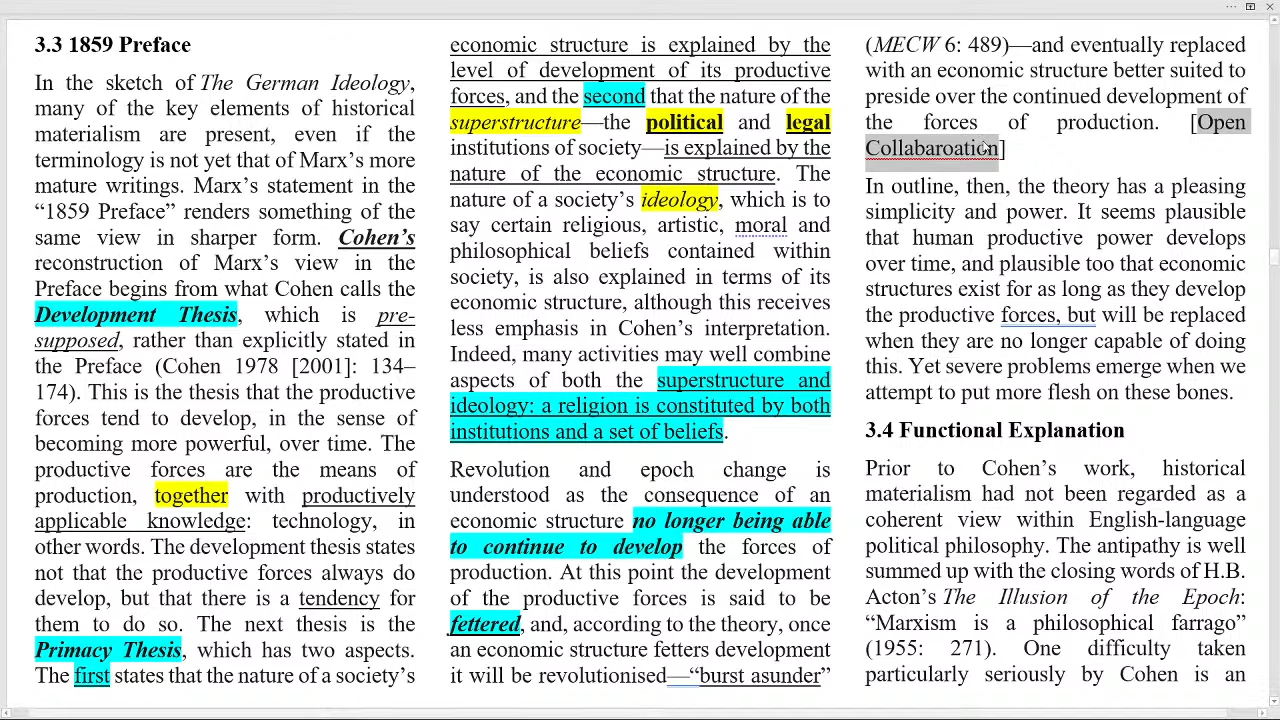 3.3 1859 Preface
In the sketch of The German Ideology,
many of the key elements of historical
materialism are present, even if the
terminology is not yet that of Marx’s more
mature writings. Marx’s statement in the
“1859 Preface” renders something of the
same view in sharper form. Cohen’s
reconstruction of Marx’s view in the
Preface begins from what Cohen calls the
Development Thesis, which is pre-
supposed, rather than explicitly stated in
the Preface (Cohen 1978 [2001]: 134–
174). This is the thesis that the productive
forces tend to develop, in the sense of
becoming more powerful, over time. The
productive forces are the means of
production, together with productively
applicable knowledge: technology, in
other words. The development thesis states
not that the productive forces always do
develop, but that there is a tendency for
them to do so. The next thesis is the
Primacy Thesis, which has two aspects.
The first states that the nature of a society’s
economic structure is explained by the
level of development of its productive
forces, and the second that the nature of the
superstructure—the political and legal
institutions of society—is explained by the
nature of the economic structure. The
nature of a society’s ideology, which is to
say certain religious, artistic, moral and
philosophical beliefs contained within
society, is also explained in terms of its
economic structure, although this receives
less emphasis in Cohen’s interpretation.
Indeed, many activities may well combine
aspects of both the superstructure and
ideology: a religion is constituted by both
institutions and a set of beliefs.
Revolution and epoch change is
understood as the consequence of an
economic structure no longer being able
to continue to develop the forces of
production. At this point the development
of the productive forces is said to be
fettered, and, according to the theory, once
an economic structure fetters development
it will be revolutionised—“burst asunder”
(MECW 6: 489)—and eventually replaced
with an economic structure better suited to
preside over the continued development of
the forces of production. [Open
Collabaroation]
In outline, then, the theory has a pleasing
simplicity and power. It seems plausible
that human productive power develops
over time, and plausible too that economic
structures exist for as long as they develop
the productive forces, but will be replaced
when they are no longer capable of doing
this. Yet severe problems emerge when we
attempt to put more flesh on these bones.
3.4 Functional Explanation
Prior to Cohen’s work, historical
materialism had not been regarded as a
coherent view within English-language
political philosophy. The antipathy is well
summed up with the closing words of H.B.
Acton’s The Illusion of the Epoch:
“Marxism is a philosophical farrago”
(1955: 271). One difficulty taken
particularly seriously by Cohen is an